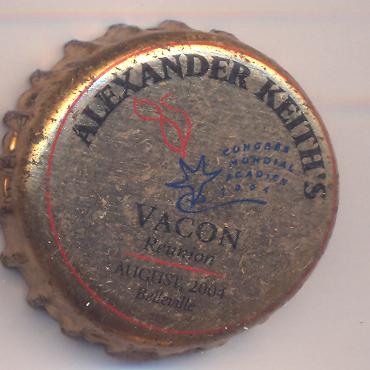 ALEXANDER KEITH'S
CONGRÈS
MONDIAL
ACADIEN
2004
VACON
Reunion
AUGUST, 2004
Belleville